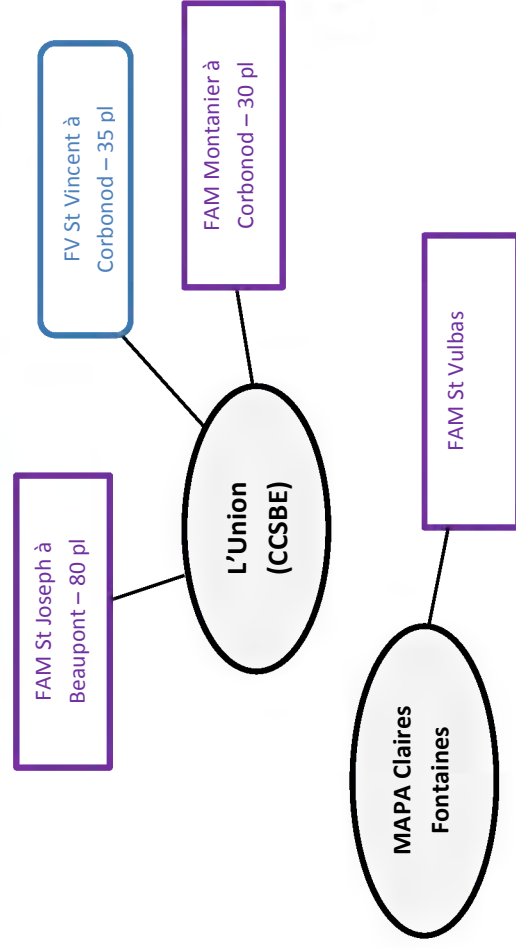 FAM St Joseph à
Beaupont – 80 pl
FV St Vincent à
Corbonod – 35 pl
FAM Montanier à
Corbonod – 30 pl
L’Union
(CCSBE)
MAPA Claires
Fontaines
FAM St Vulbas